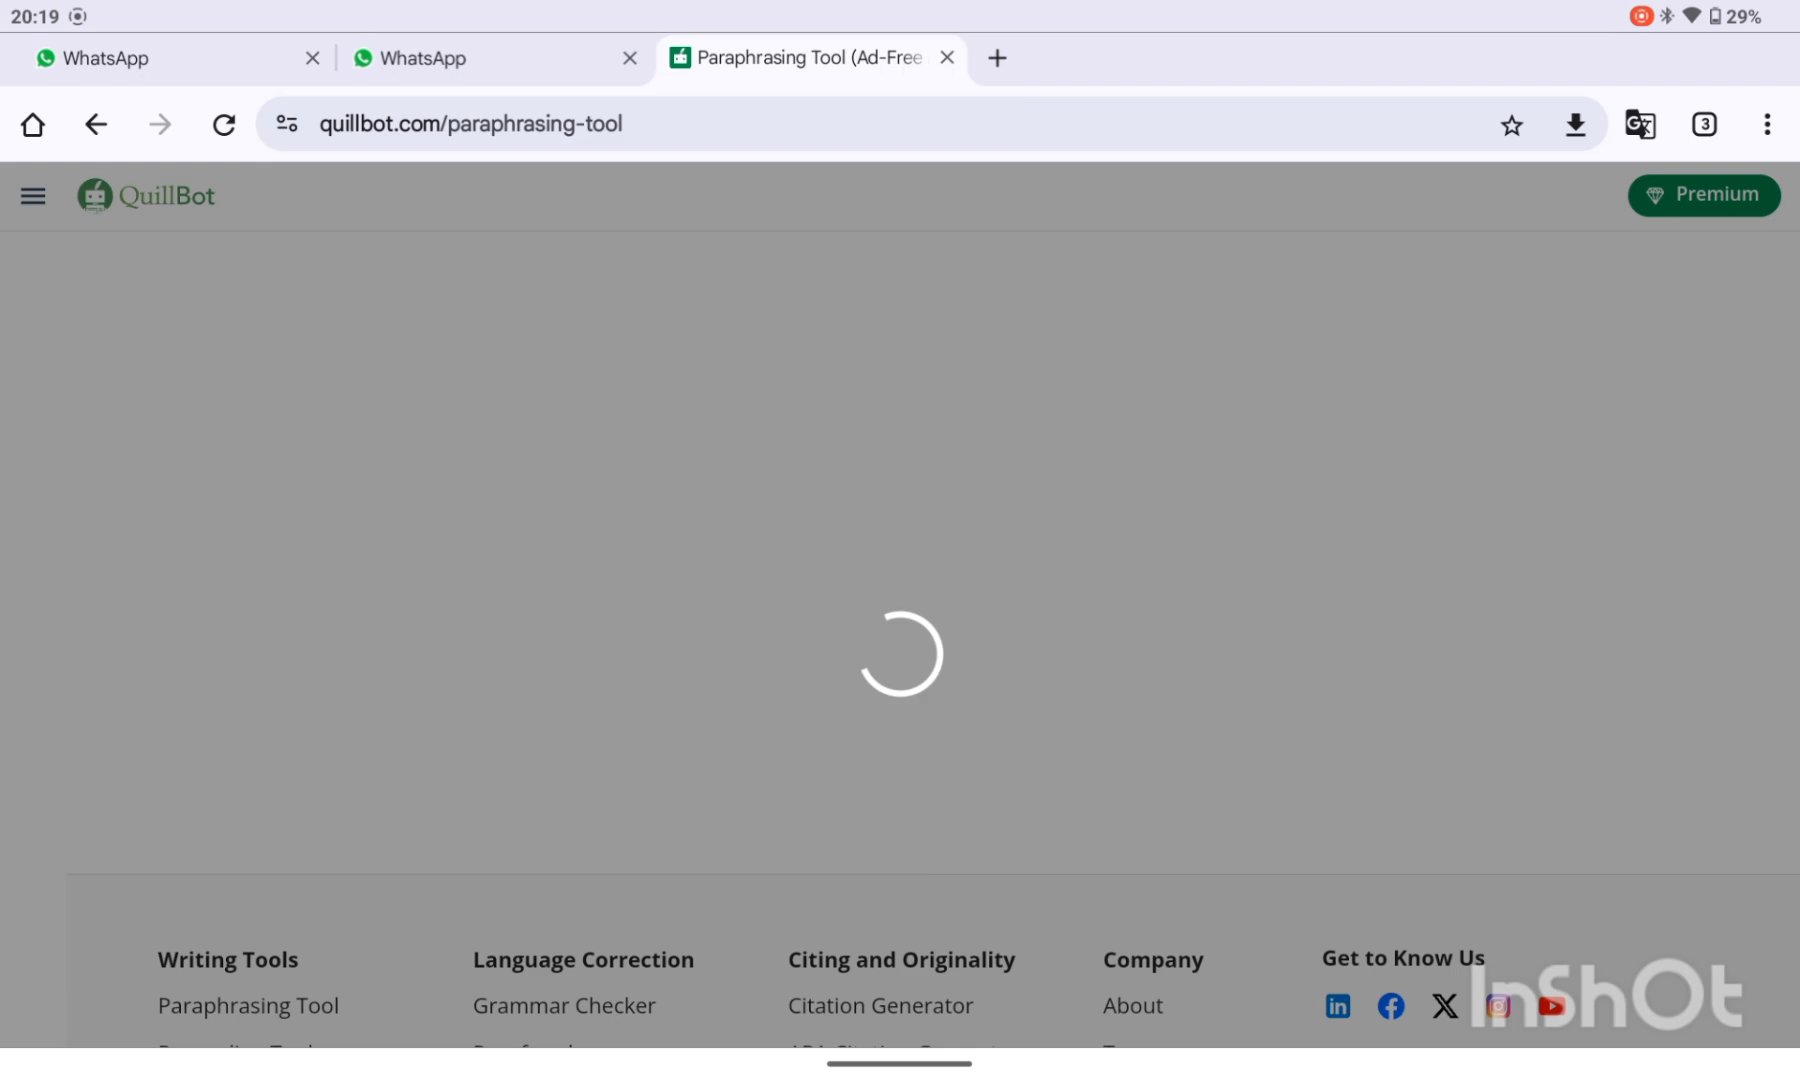 20:19 29%
WhatsApp WhatsApp Paraphrasing Tool (Ad-Free
quillbot.com/paraphrasing-tool 3
QuillBot Premium
Writing Tools Language Correction Citing and Originality Company Get to Know Us
Paraphrasing Tool Grammar Checker Citation Generator About
InShOt